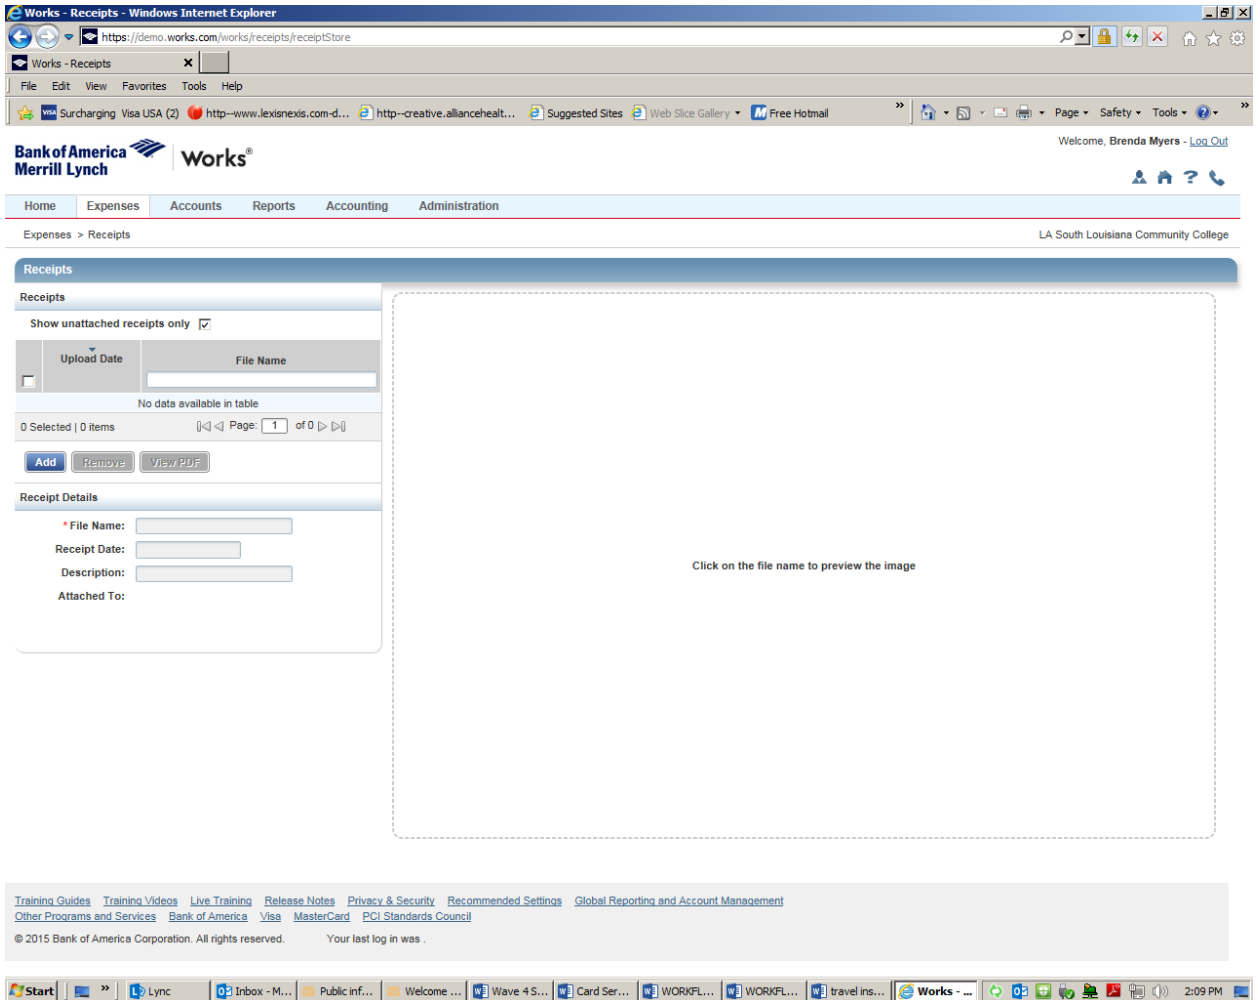 Works - Receipts - Windows Internet Explorer
https://demo.works.com/works/receipts/receiptStore
Works - Receipts
File Edit View Favorites Tools Help
VISA Surcharging Visa USA (2) http--www.lexisnexis.com-d... http--creative.alliancehealt... Suggested Sites Web Slice Gallery Free Hotmail » Page Safety Tools »
Welcome, Brenda Myers - Log Out
Bank of America
Merrill Lynch
Works®
Home Expenses Accounts Reports Accounting Administration
Expenses > Receipts LA South Louisiana Community College
Receipts
Receipts
Show unattached receipts only
Upload Date File Name
No data available in table
0 Selected | 0 items Page: 1 of 0
Add Remove View PDF
Receipt Details
* File Name:
Receipt Date:
Description:
Attached To:
Click on the file name to preview the image
Training Guides Training Videos Live Training Release Notes Privacy & Security Recommended Settings Global Reporting and Account Management
Other Programs and Services Bank of America Visa MasterCard PCI Standards Council
© 2015 Bank of America Corporation. All rights reserved. Your last log in was .
Start » Lync Inbox - M... Public inf... Welcome ... Wave 4 S... Card Ser... WORKFL... WORKFL... travel ins... Works - ... 2:09 PM